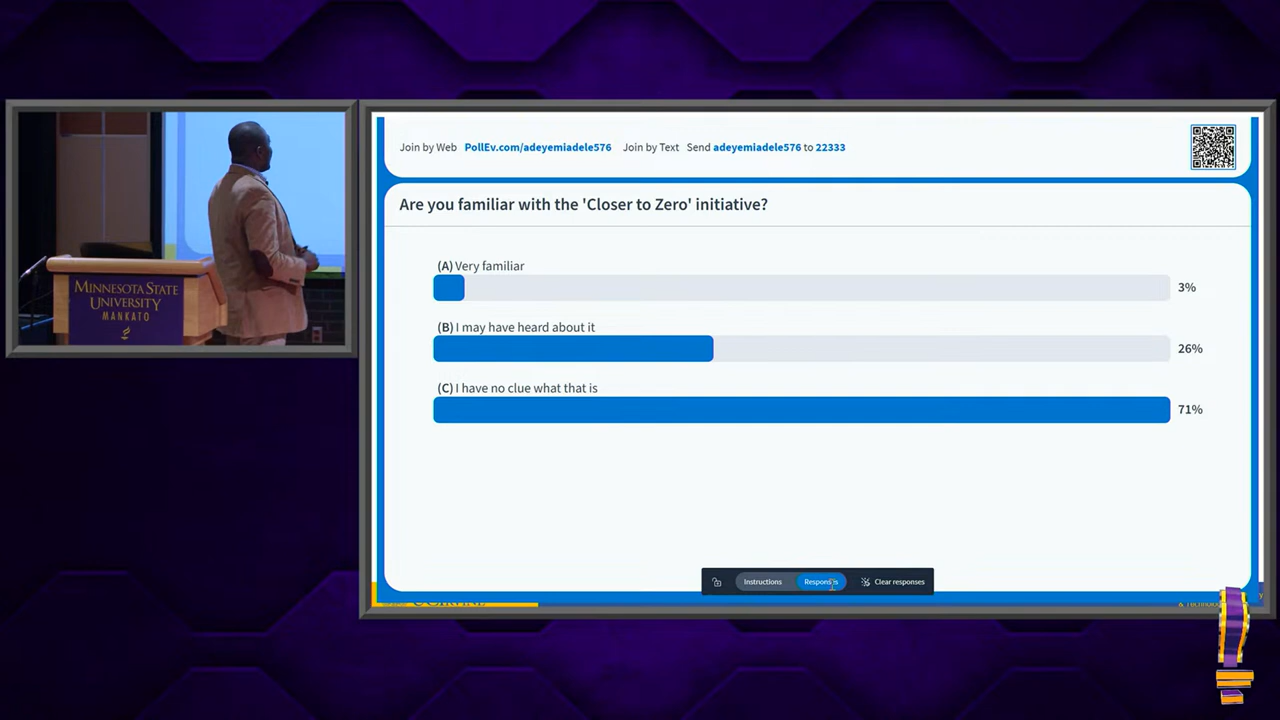 Join by Web PollEv.com/adeyemiadele576 Join by Text Send adeyemiadele576 to 22333
Are you familiar with the 'Closer to Zero' initiative?
(A) Very familiar
3%
(B) I may have heard about it
26%
(C) I have no clue what that is
71%
Instructions Responses Clear responses
MINNESOTA STATE
UNIVERSITY
MANKATO